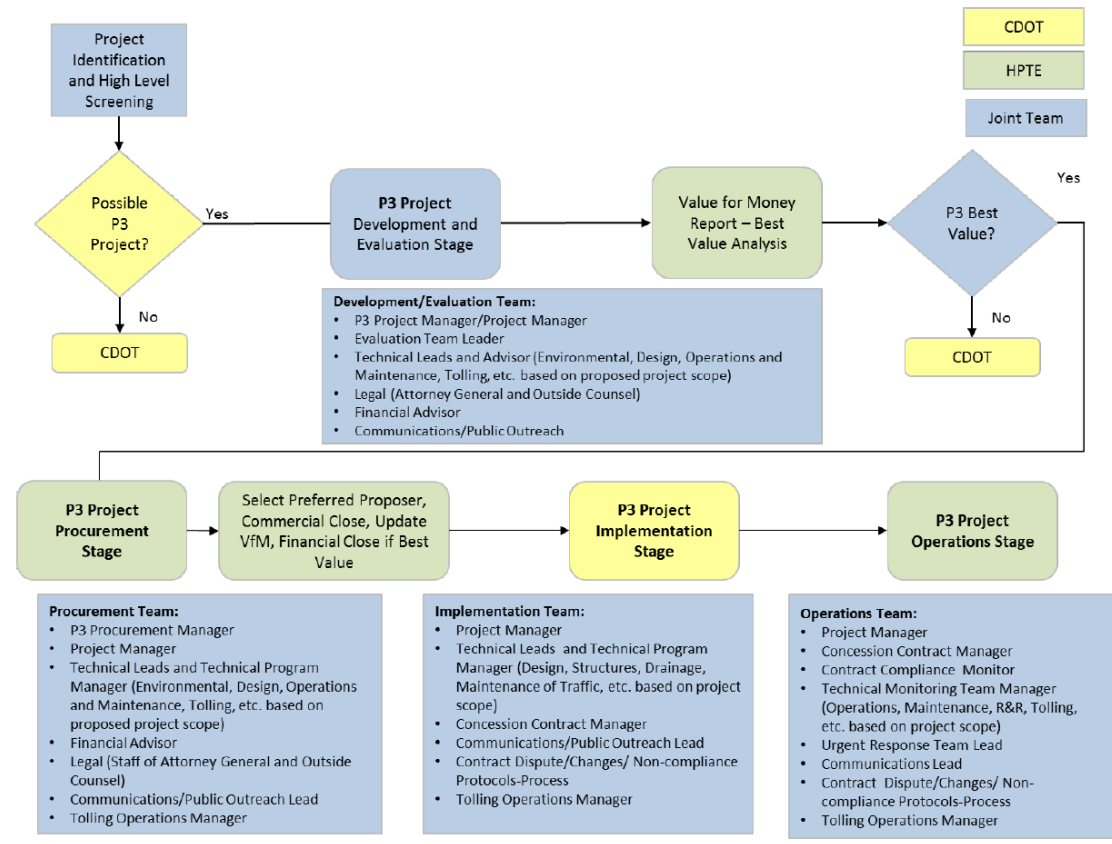 Project
Identification
and High Level
Screening
CDOT
HPTE
Joint Team
Possible
P3
Project?
Yes
No
CDOT
P3 Project
Development and
Evaluation Stage
Value for Money
Report – Best
Value Analysis
P3 Best
Value?
Yes
No
CDOT
Development/Evaluation Team:
• P3 Project Manager/Project Manager
• Evaluation Team Leader
• Technical Leads and Advisor (Environmental, Design, Operations and
Maintenance, Tolling, etc. based on proposed project scope)
• Legal (Attorney General and Outside Counsel)
• Financial Advisor
• Communications/Public Outreach
P3 Project
Procurement
Stage
Select Preferred Proposer,
Commercial Close, Update
VfM, Financial Close if Best
Value
P3 Project
Implementation
Stage
P3 Project
Operations Stage
Procurement Team:
• P3 Procurement Manager
• Project Manager
• Technical Leads and Technical Program
Manager (Environmental, Design, Operations
and Maintenance, Tolling, etc. based on
proposed project scope)
• Financial Advisor
• Legal (Staff of Attorney General and Outside
Counsel)
• Communications/Public Outreach Lead
• Tolling Operations Manager
Implementation Team:
• Project Manager
• Technical Leads and Technical Program
Manager (Design, Structures, Drainage,
Maintenance of Traffic, etc. based on project
scope)
• Concession Contract Manager
• Communications/Public Outreach Lead
• Contract Dispute/Changes/ Non-compliance
Protocols-Process
• Tolling Operations Manager
Operations Team:
• Project Manager
• Concession Contract Manager
• Contract Compliance Monitor
• Technical Monitoring Team Manager
(Operations, Maintenance, R&R, Tolling,
etc. based on project scope)
• Urgent Response Team Lead
• Communications Lead
• Contract Dispute/Changes/ Non-
compliance Protocols-Process
• Tolling Operations Manager